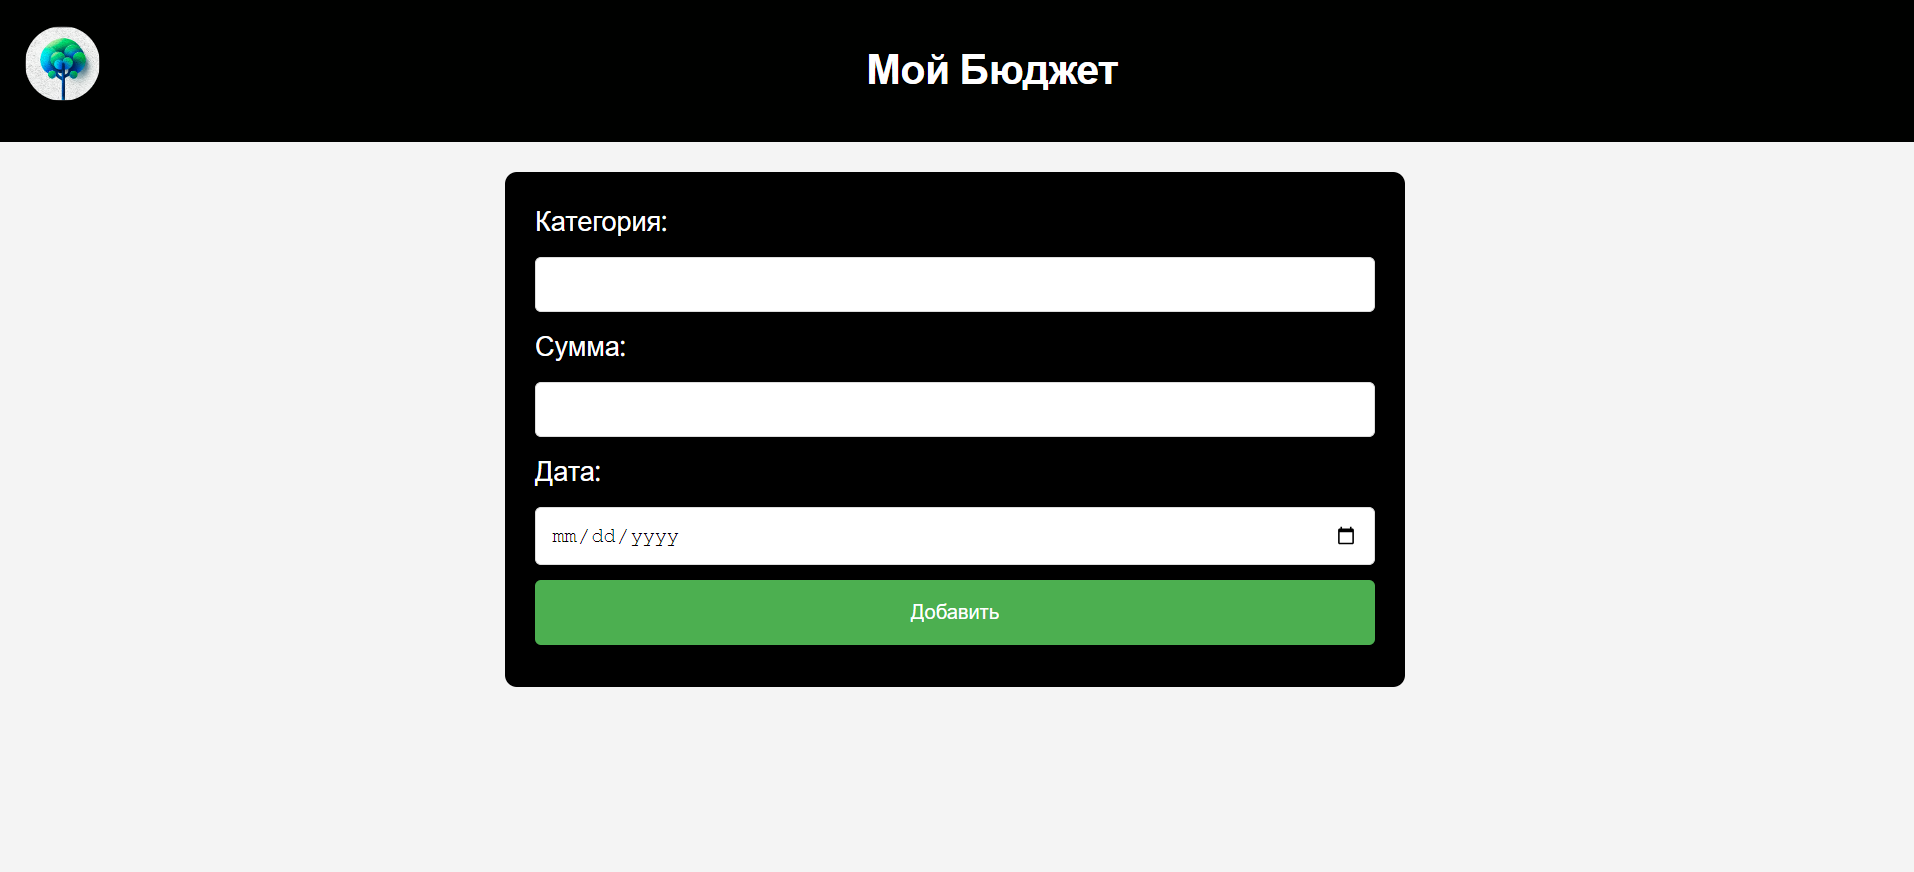 Мой Бюджет
Категория:
Сумма:
Дата:
mm/dd/yyyy
Добавить